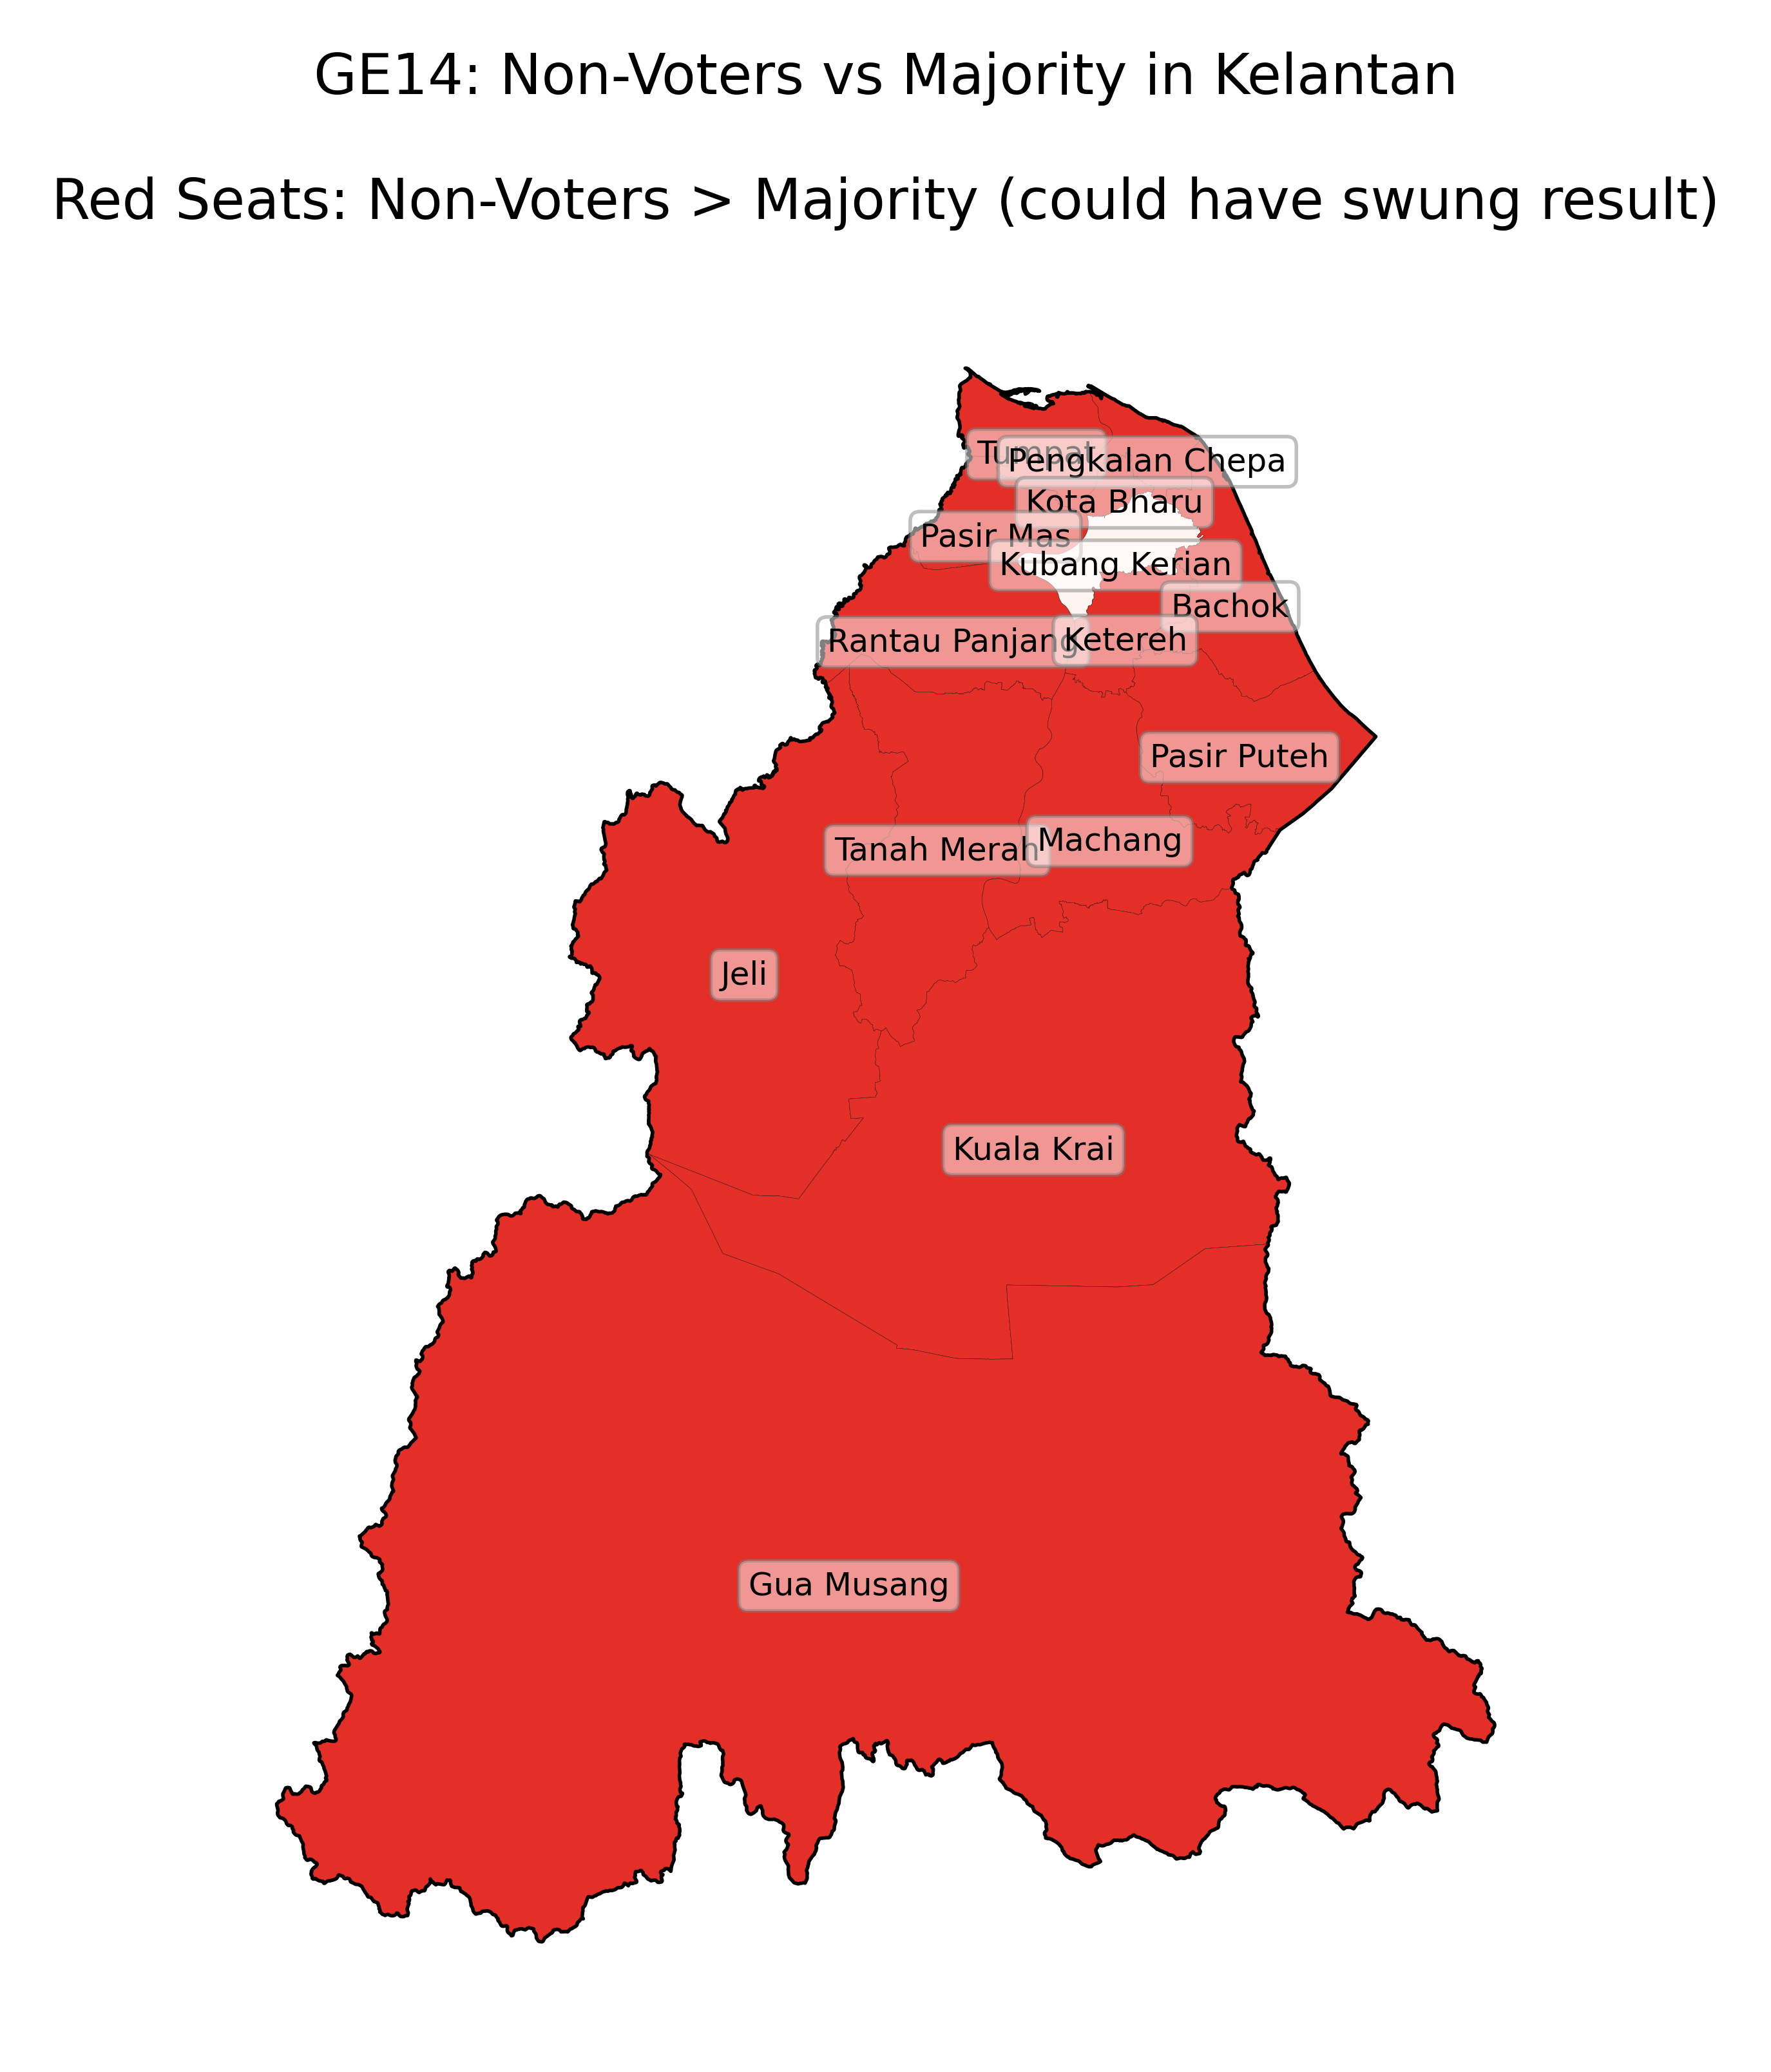 GE14: Non-Voters vs Majority in Kelantan
Red Seats: Non-Voters > Majority (could have swung result)
Tumpat
Pengkalan Chepa
Kota Bharu
Pasir Mas
Kubang Kerian
Bachok
Rantau Panjang
Ketereh
Pasir Puteh
Tanah Merah
Machang
Jeli
Kuala Krai
Gua Musang